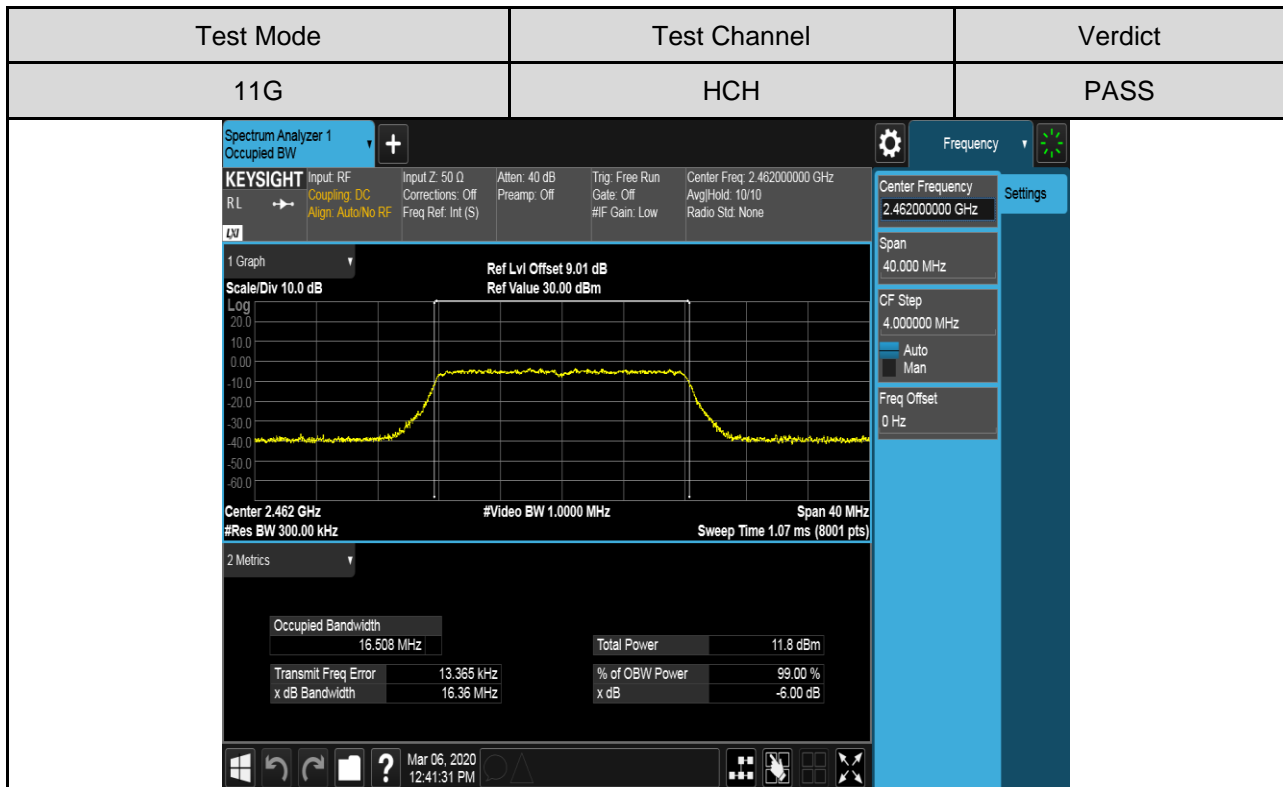 Test Mode Test Channel Verdict
11G HCH PASS
Spectrum Analyzer 1
Occupied BW
+
Frequency
KEYSIGHT Input: RF Input Z: 50 Ω Atten: 40 dB Trig: Free Run Center Freq: 2.462000000 GHz
RL Coupling: DC Corrections: Off Preamp: Off Gate: Off Avg|Hold: 10/10
Align: Auto/No RF Freq Ref: Int (S) #IF Gain: Low Radio Std: None
LXI
Center Frequency
2.462000000 GHz
Settings
Span
40.000 MHz
CF Step
4.000000 MHz
Auto
Man
Freq Offset
0 Hz
1 Graph
Ref Lvl Offset 9.01 dB
Scale/Div 10.0 dB Ref Value 30.00 dBm
Log
20.0
10.0
0.00
-10.0
-20.0
-30.0
-40.0
-50.0
-60.0
Center 2.462 GHz #Video BW 1.0000 MHz Span 40 MHz
#Res BW 300.00 kHz Sweep Time 1.07 ms (8001 pts)
2 Metrics
Occupied Bandwidth
16.508 MHz Total Power 11.8 dBm
Transmit Freq Error 13.365 kHz % of OBW Power 99.00 %
x dB Bandwidth 16.36 MHz x dB -6.00 dB
? Mar 06, 2020
12:41:31 PM